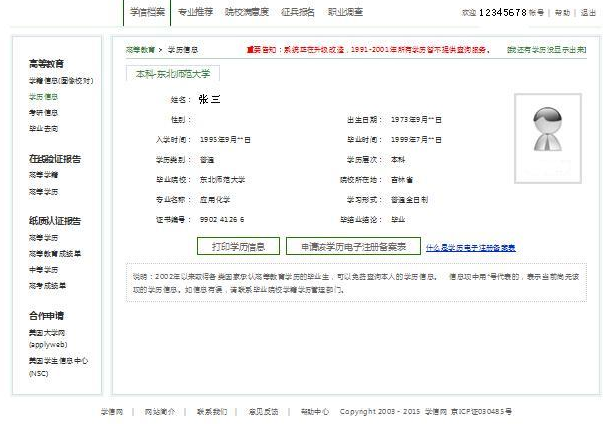 学信档案 专业推荐 院校满意度 征兵报名 职业调查
欢迎 12345678 帐号 | 帮助 | 退出
高等教育
学籍信息(图像校对)
学历信息
考研信息
毕业去向
在线验证报告
高等学籍
高等学历
纸质认证报告
高等学历
高等教育成绩单
中等学历
高考成绩单
合作申请
美国大学网
(applyweb)
美国学生信息中心
(NSC)
高等教育 > 学历信息
重要告知：系统正在升级改造，1991-2001年所有学历暂不提供查询服务。
[我还有学历没显示出来]
本科-东北师范大学
姓名： 张三
性别：
出生日期： 1973年9月**日
入学时间： 1995年9月**日
毕业时间： 1999年7月**日
学历类别： 普通
学历层次： 本科
毕业院校： 东北师范大学
院校所在地： 吉林省
专业名称： 应用化学
学习形式： 普通全日制
证书编号： 9902 4126 6
毕结业结论： 毕业
打印学历信息
申请该学历电子注册备案表
什么是学历电子注册备案表
说明：2002年以来取得各类国家承认高等教育学历的毕业生，可以免费查询本人的学历信息。 信息项中用*号代表的，表示当前尚无该
项的学历信息。如信息有误，请联系毕业院校学籍学历管理部门。
学信网 | 网站简介 | 联系我们 | 意见反馈 | 帮助中心 Copyright 2003 - 2015 学信网 京ICP证030485号